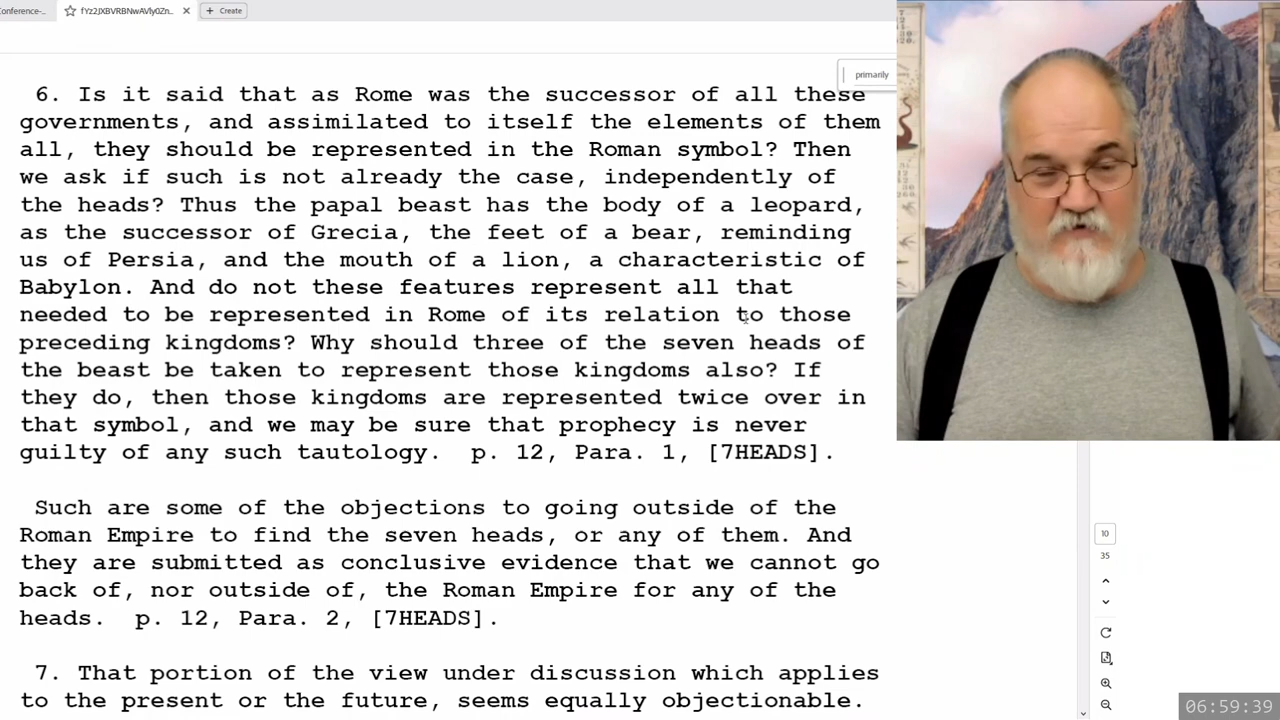 Conference-..
fYz2JXBVRBNwAVly0Zn..
Create
primarily
6. Is it said that as Rome was the successor of all these
governments, and assimilated to itself the elements of them
all, they should be represented in the Roman symbol? Then
we ask if such is not already the case, independently of
the heads? Thus the papal beast has the body of a leopard,
as the successor of Grecia, the feet of a bear, reminding
us of Persia, and the mouth of a lion, a characteristic of
Babylon. And do not these features represent all that
needed to be represented in Rome of its relation to those
preceding kingdoms? Why should three of the seven heads of
the beast be taken to represent those kingdoms also? If
they do, then those kingdoms are represented twice over in
that symbol, and we may be sure that prophecy is never
guilty of any such tautology. p. 12, Para. 1, [7HEADS].
Such are some of the objections to going outside of the
Roman Empire to find the seven heads, or any of them. And
they are submitted as conclusive evidence that we cannot go
back of, nor outside of, the Roman Empire for any of the
heads. p. 12, Para. 2, [7HEADS].
7. That portion of the view under discussion which applies
to the present or the future, seems equally objectionable.
10
35
06:59:39